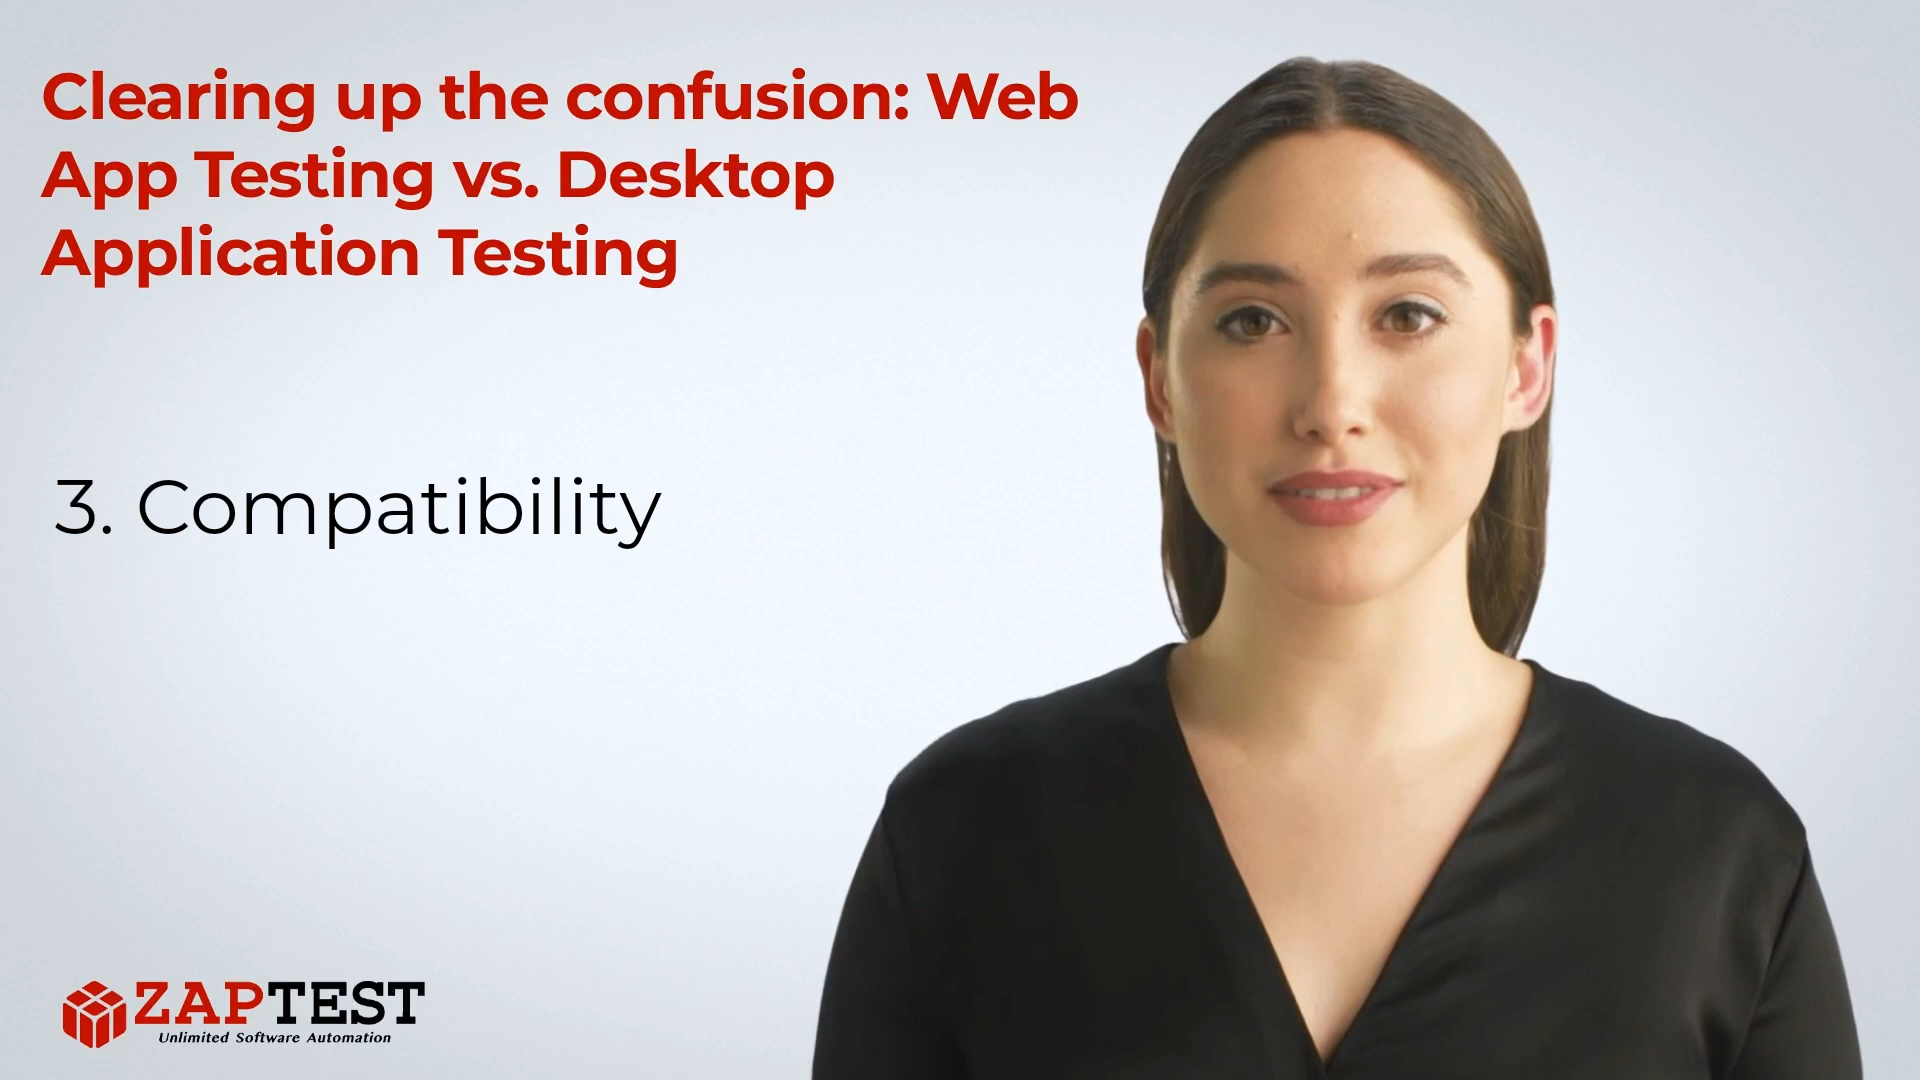 Clearing up the confusion: Web
App Testing vs. Desktop
Application Testing
3. Compatibility
ZAPTEST
Unlimited Software Automation